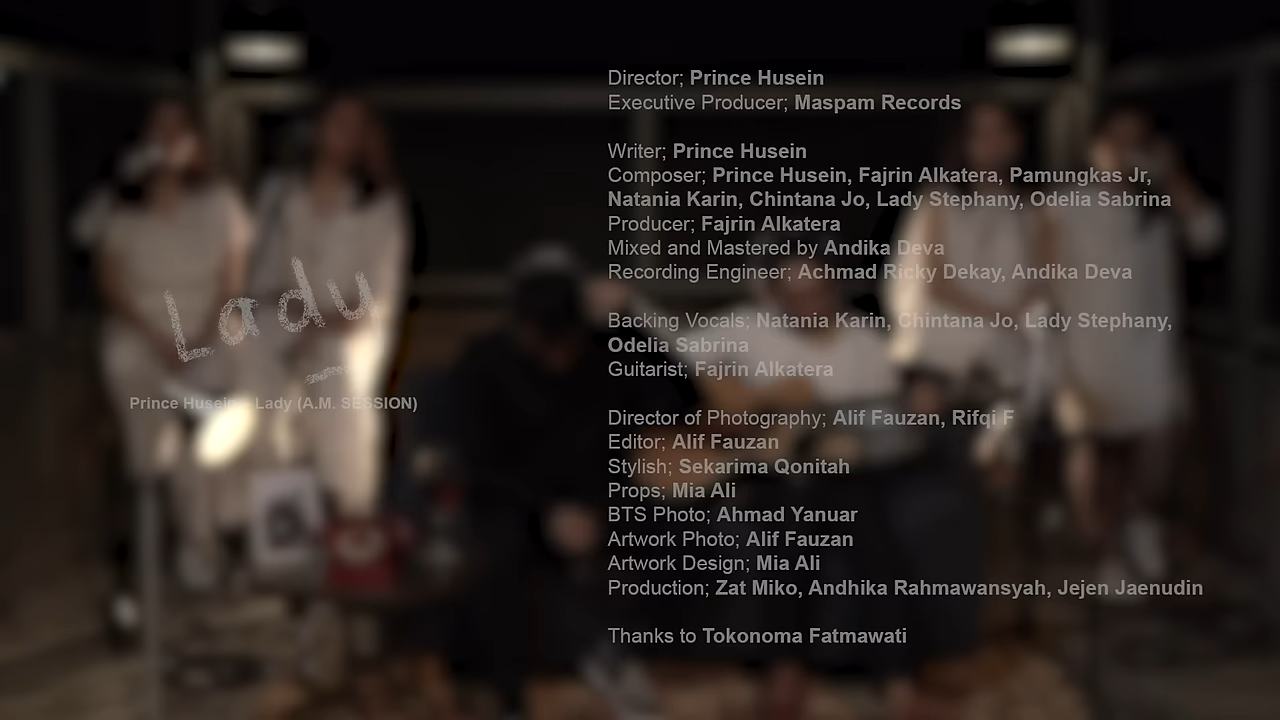 Director; Prince Husein
Executive Producer; Maspam Records
Writer; Prince Husein
Composer; Prince Husein, Fajrin Alkatera, Pamungkas Jr,
Natania Karin, Chintana Jo, Lady Stephany, Odelia Sabrina
Producer; Fajrin Alkatera
Mixed and Mastered by Andika Deva
Recording Engineer; Achmad Ricky Dekay, Andika Deva
Backing Vocals; Natania Karin, Chintana Jo, Lady Stephany,
Odelia Sabrina
Guitarist; Fajrin Alkatera
Director of Photography; Alif Fauzan, Rifqi F
Editor; Alif Fauzan
Stylish; Sekarima Qonitah
Props; Mia Ali
BTS Photo; Ahmad Yanuar
Artwork Photo; Alif Fauzan
Artwork Design; Mia Ali
Production; Zat Miko, Andhika Rahmawansyah, Jejen Jaenudin
Thanks to Tokonoma Fatmawati
Lady
Prince Husein - Lady (A.M. SESSION)